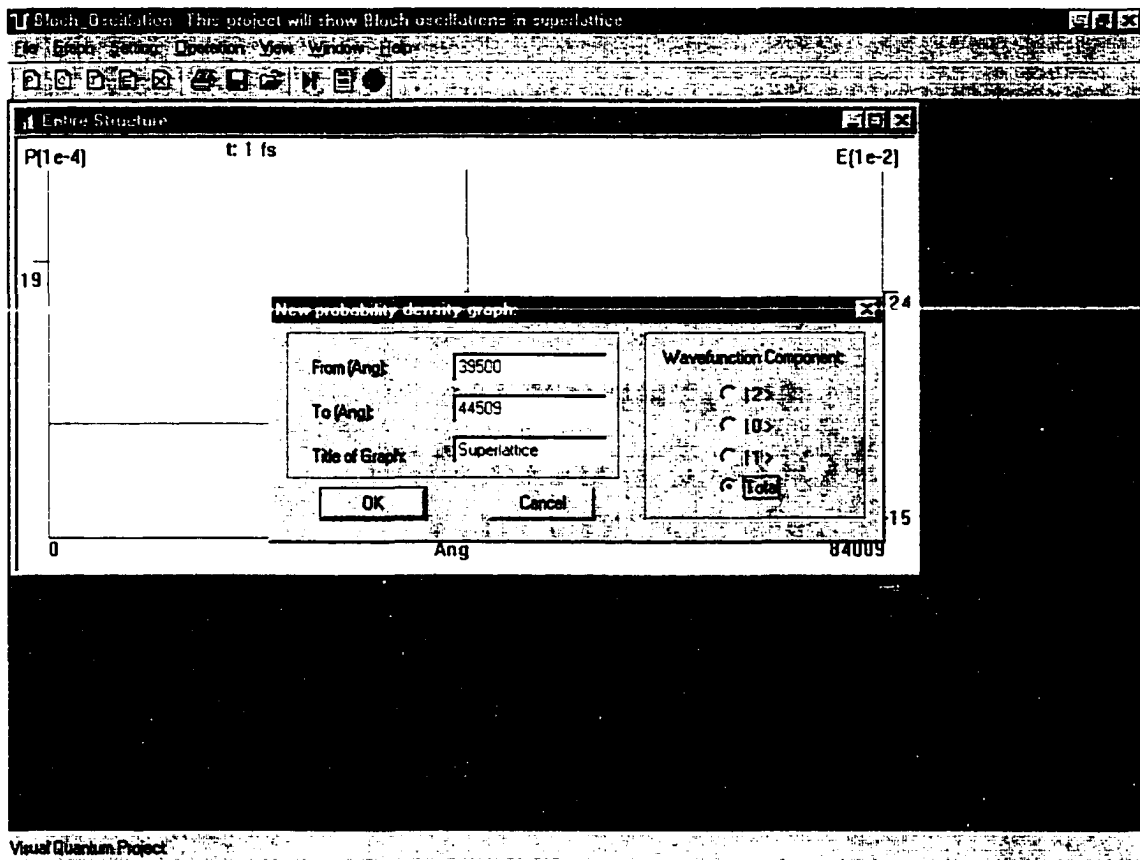 Bloch_Oscillation: This project will show Bloch oscillations in superlattice
File Graph Setting Operation View Window Help
Entire Structure
P(1e-4) t: 1 fs E(1e-2)
19
24
New probability density graph:
From (Ang): 39500
To (Ang): 44509
Title of Graph: Superlattice
OK Cancel
Wavefunction Component:
|2>
|0>
|1>
Total
-15
0 Ang 84009
Visual Quantum Project